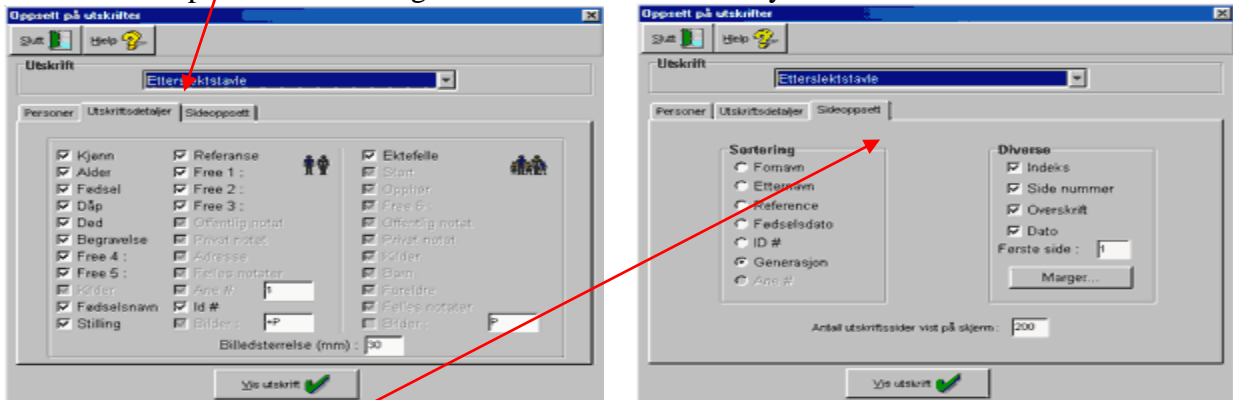 Oppsett på utskrifter
Slutt Hjelp
Utskrift
Etterslektstavle
Personer Utskriftsdetaljer Sideoppsett
Kjønn Referanse Ektefelle
Alder Free 1 : Start
Fødsel Free 2 : Opphør
Dåp Free 3 : Free 6 :
Død Offentlig notat Offentlig notat
Begravelse Privat notat Privat notat
Free 4 : Adresse Kilder
Free 5 : Felles notater Barn
Kilder Ane # 1 Foreldre
Fødselsnavn Id # Felles notater
Stilling Bilder : +P Bilder : P
Billedstørrelse (mm) : 30
Vis utskrift
Oppsett på utskrifter
Slutt Hjelp
Utskrift
Etterslektstavle
Personer Utskriftsdetaljer Sideoppsett
Sortering
Fornavn
Etternavn
Reference
Fødselsdato
ID #
Generasjon
Ane #
Diverse
Indeks
Side nummer
Overskrift
Dato
Første side : 1
Marger...
Antall utskriftssider vist på skjerm : 200
Vis utskrift